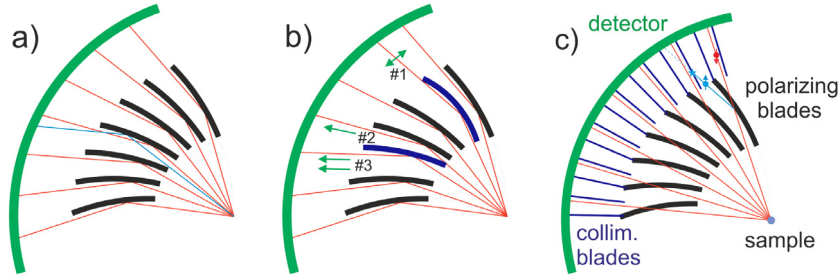 a)
b)
#1
#2
#3
c)
detector
polarizing
blades
collim.
blades
sample